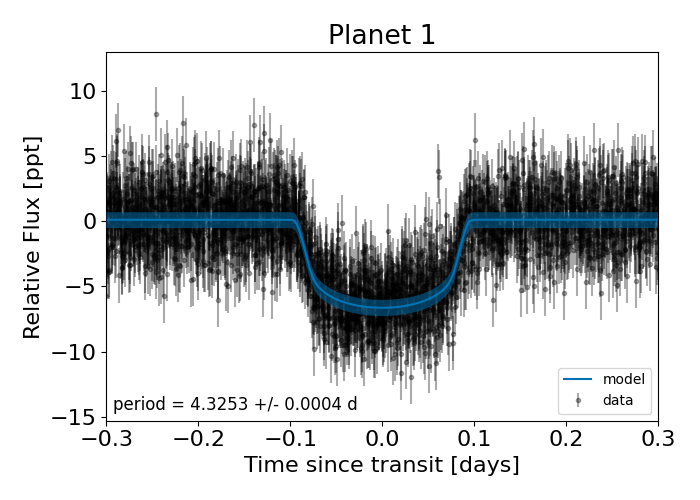 Planet 1
Relative Flux [ppt]
10
5
0
−5
−10
−15
period = 4.3253 +/- 0.0004 d
model
data
−0.3 −0.2 −0.1 0.0 0.1 0.2 0.3
Time since transit [days]